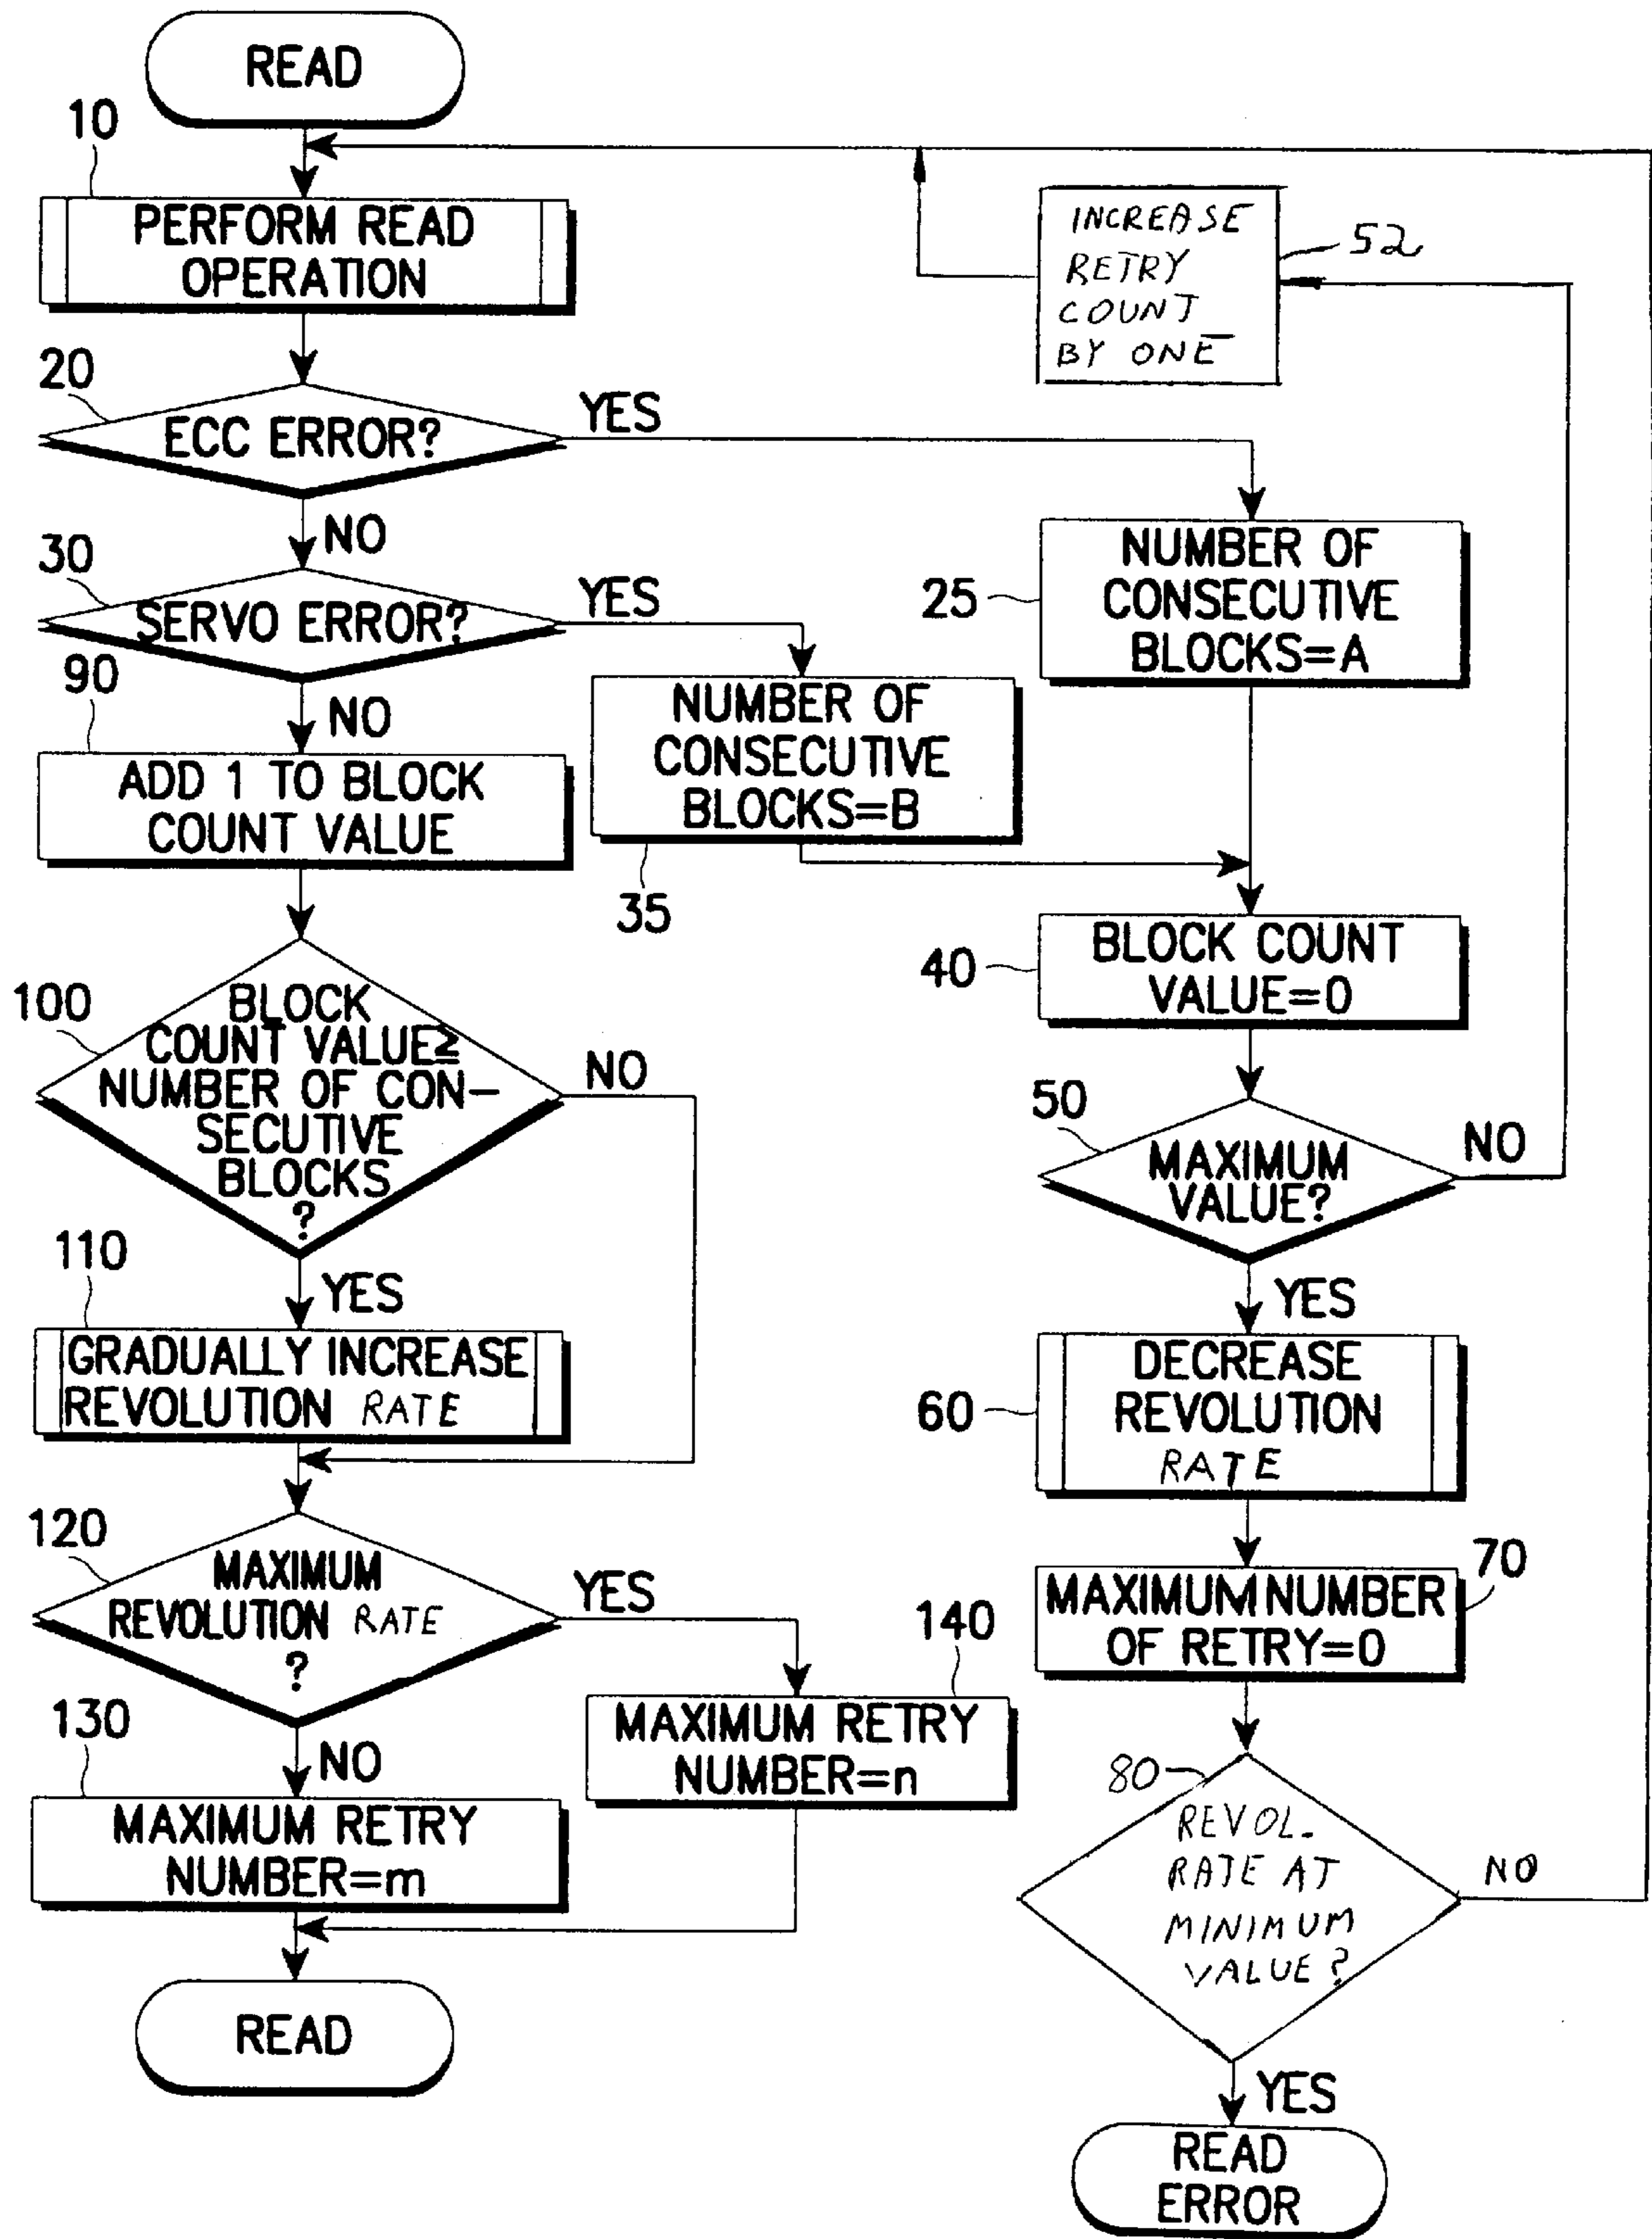 READ
10
PERFORM READ
OPERATION
INCREASE
RETRY
COUNT
BY ONE
52
20
ECC ERROR?
YES
NO
30
SERVO ERROR?
YES
NO
25
NUMBER OF
CONSECUTIVE
BLOCKS=A
35
NUMBER OF
CONSECUTIVE
BLOCKS=B
90
ADD 1 TO BLOCK
COUNT VALUE
40
BLOCK COUNT
VALUE=0
100
BLOCK
COUNT VALUE≧
NUMBER OF CON-
SECUTIVE
BLOCKS
?
NO
YES
50
MAXIMUM
VALUE?
NO
YES
110
GRADUALLY INCREASE
REVOLUTION RATE
60
DECREASE
REVOLUTION
RATE
120
MAXIMUM
REVOLUTION RATE
?
YES
NO
70
MAXIMUM NUMBER
OF RETRY=0
140
MAXIMUM RETRY
NUMBER=n
130
MAXIMUM RETRY
NUMBER=m
80
REVOL.
RATE AT
MINIMUM
VALUE?
NO
YES
READ
READ
ERROR